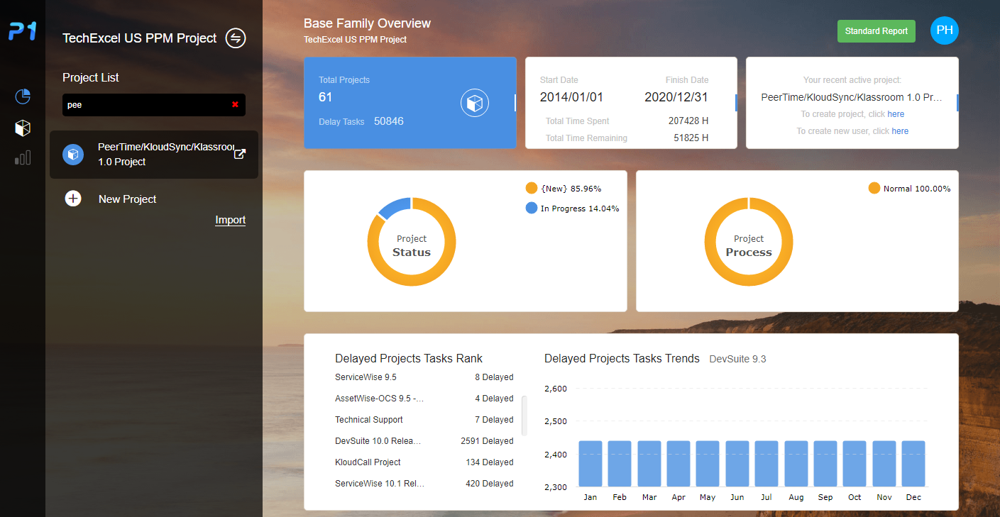 P1
TechExcel US PPM Project
Project List
pee
PeerTime/KloudSync/Klassroo
1.0 Project
New Project
Import
Base Family Overview
TechExcel US PPM Project
Standard Report
PH
Total Projects
61
Delay Tasks 50846
Start Date Finish Date
2014/01/01 2020/12/31
Total Time Spent 207428 H
Total Time Remaining 51825 H
Your recent active project:
PeerTime/KloudSync/Klassroom 1.0 Pr...
To create project, click here
To create new user, click here
{New} 85.96%
In Progress 14.04%
Project
Status
Normal 100.00%
Project
Process
Delayed Projects Tasks Rank
ServiceWise 9.5 8 Delayed
AssetWise-OCS 9.5 -... 4 Delayed
Technical Support 7 Delayed
DevSuite 10.0 Relea... 2591 Delayed
KloudCall Project 134 Delayed
ServiceWise 10.1 Rel... 420 Delayed
Delayed Projects Tasks Trends DevSuite 9.3
2,600
2,500
2,400
2,300
Jan Feb Mar Apr May Jun Jul Aug Sep Oct Nov Dec